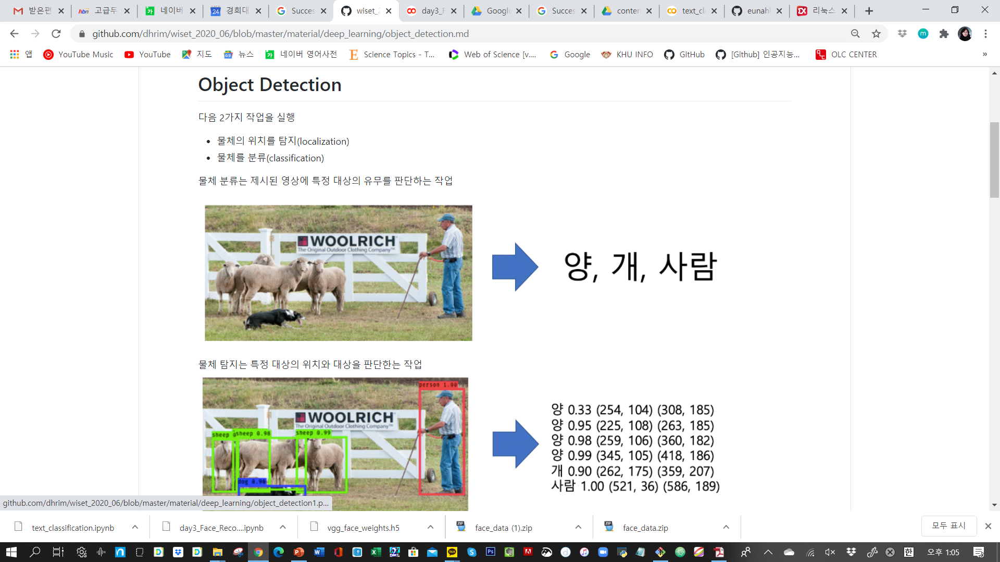 받은편
고급두
네이버
경희대
Succes
wiset_2
day3_F
Google
Succes
conten
text_cl
eunahl
리눅스
github.com/dhrim/wiset_2020_06/blob/master/material/deep_learning/object_detection.md
앱
YouTube Music
YouTube
지도
뉴스
네이버 영어사전
Science Topics - T...
Web of Science [v....
Google
KHU INFO
GitHub
[Github] 인공지능...
OLC CENTER
»
Object Detection
다음 2가지 작업을 실행
• 물체의 위치를 탐지(localization)
• 물체를 분류(classification)
물체 분류는 제시된 영상에 특정 대상의 유무를 판단하는 작업
WOOLRICH
The Original Outdoor Clothing Company™
양, 개, 사람
물체 탐지는 특정 대상의 위치와 대상을 판단한는 작업
person 1.00
WOOLRICH
The Original Outdoor Clothing Company™
sheep
sheep 0.98
sheep 0.99
dog 0.90
양 0.33 (254, 104) (308, 185)
양 0.95 (225, 108) (263, 185)
양 0.98 (259, 106) (360, 182)
양 0.99 (345, 105) (418, 186)
개 0.90 (262, 175) (359, 207)
사람 1.00 (521, 36) (586, 189)
github.com/dhrim/wiset_2020_06/blob/master/material/deep_learning/object_detection1.p...
text_classification.ipynb
day3_Face_Reco....ipynb
vgg_face_weights.h5
face_data (1).zip
face_data.zip
모두 표시
한
오후 1:05